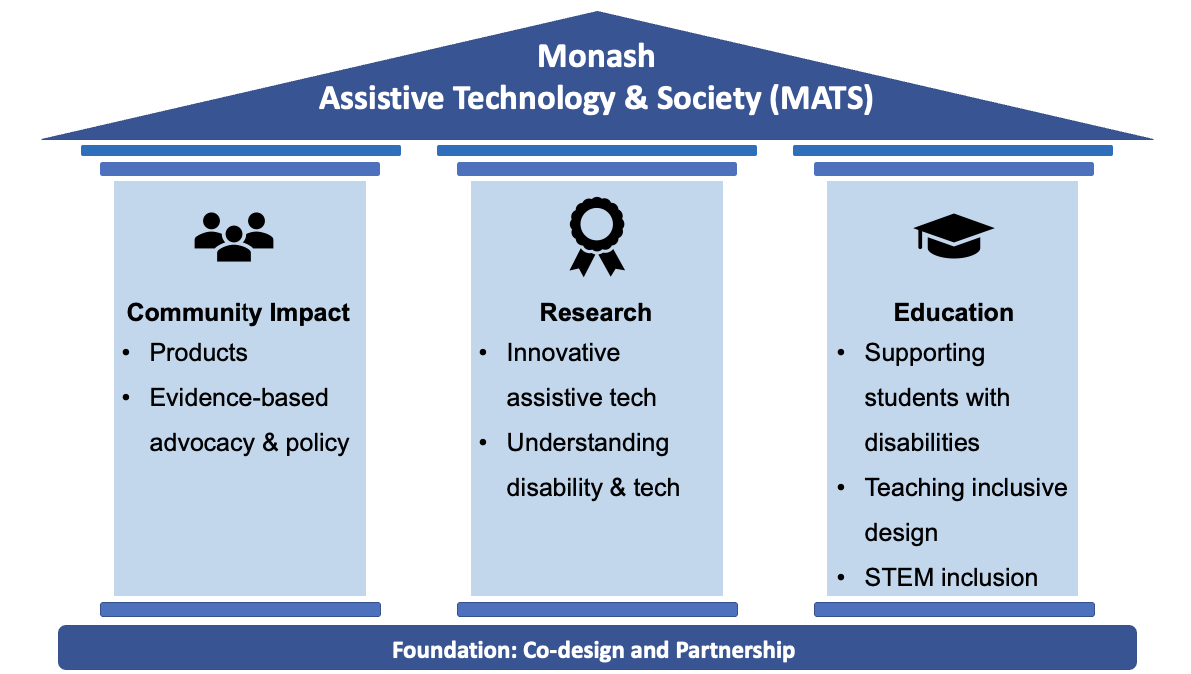 Monash
Assistive Technology & Society (MATS)
Community Impact
• Products
• Evidence-based
advocacy & policy
Research
• Innovative
assistive tech
• Understanding
disability & tech
Education
• Supporting
students with
disabilities
• Teaching inclusive
design
• STEM inclusion
Foundation: Co-design and Partnership